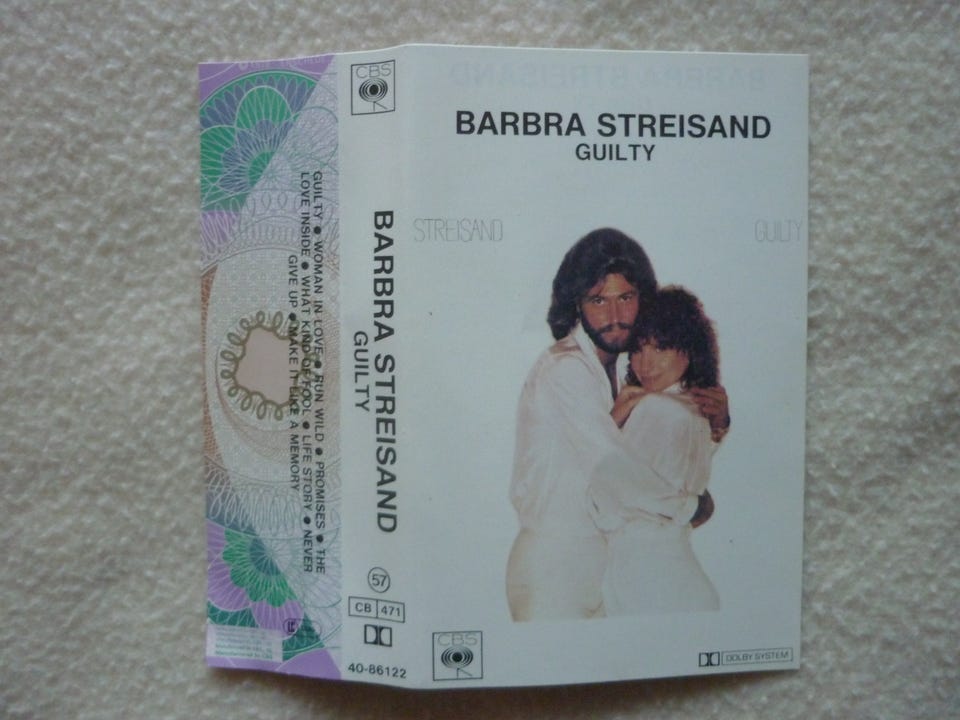 GUILTY ● WOMAN IN LOVE ● RUN WILD ● PROMISES ● THE
LOVE INSIDE ● WHAT KIND OF FOOL ● LIFE STORY ● NEVER
GIVE UP ● MAKE IT LIKE A MEMORY
CBS
BARBRA STREISAND
GUILTY
57
CB 471
40-86122
BARBRA STREISAND
GUILTY
STREISAND
GUILTY
CBS
DOLBY SYSTEM